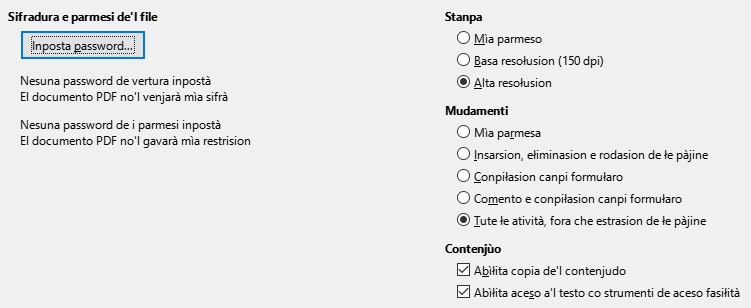 Sifradura e parmesi de'l file
Inposta password...
Nesuna password de vertura inpostà
El documento PDF no'l venjarà mìa sifrà
Nesuna password de i parmesi inpostà
El documento PDF no'l gavarà mìa restrision
Stanpa
Mìa parmeso
Basa resołusion (150 dpi)
Alta resołusion
Mudamenti
Mìa parmesa
Insarsion, ełiminasion e rodasion de łe pàjine
Conpiłasion canpi formułaro
Comento e conpiłasion canpi formułaro
Tute łe atività, fora che estrasion de łe pàjine
Contenjùo
Abìłita copia de'l contenjudo
Abìłita aceso a'l testo co strumenti de aceso fasiłità